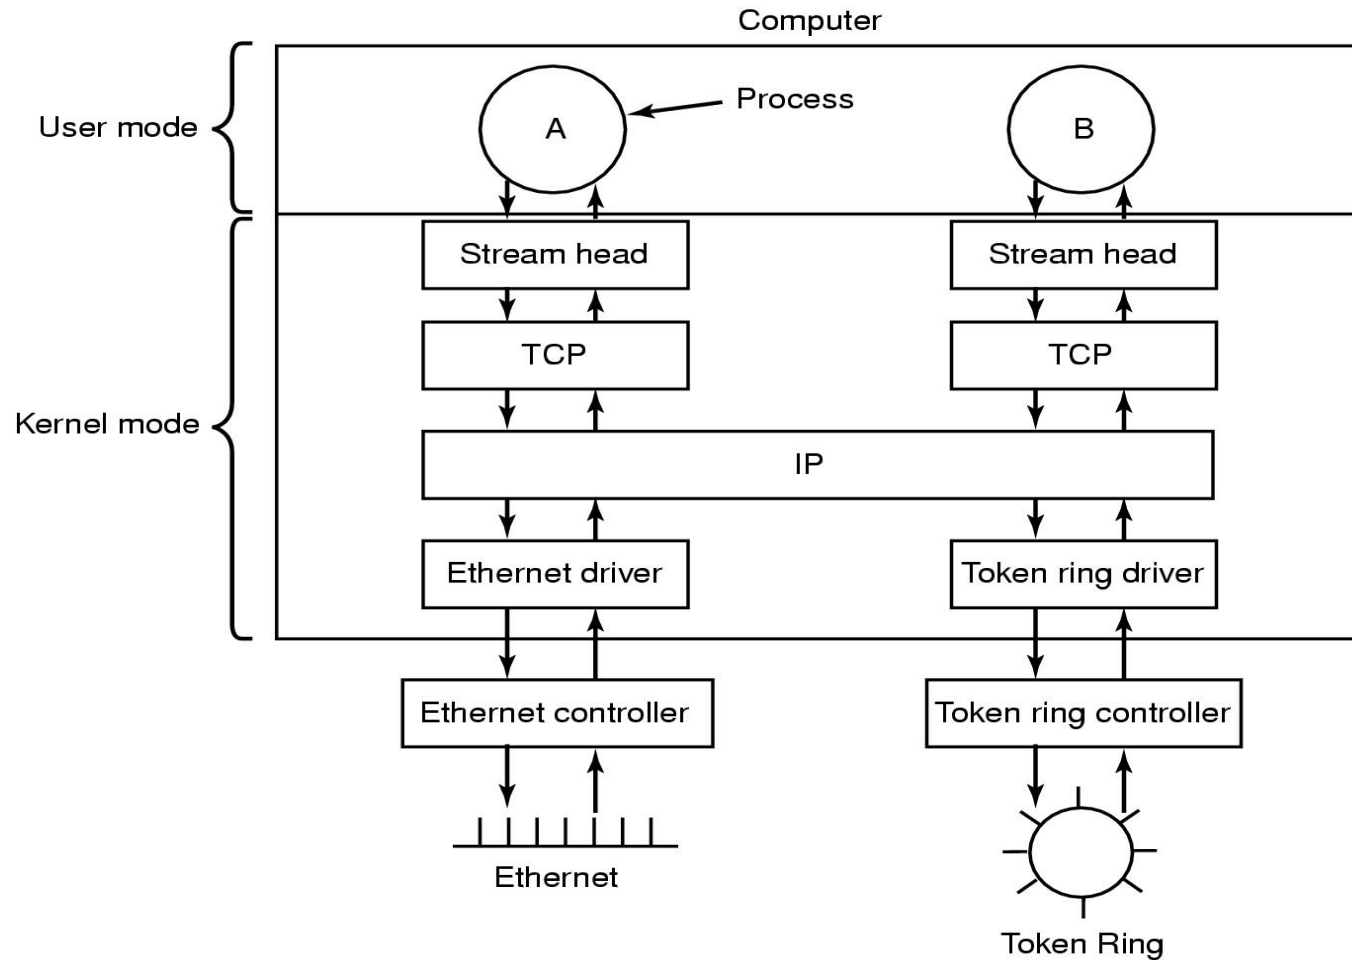 Computer
User mode
A
Process
B
Stream head
Stream head
TCP
TCP
Kernel mode
IP
Ethernet driver
Token ring driver
Ethernet controller
Token ring controller
Ethernet
Token Ring